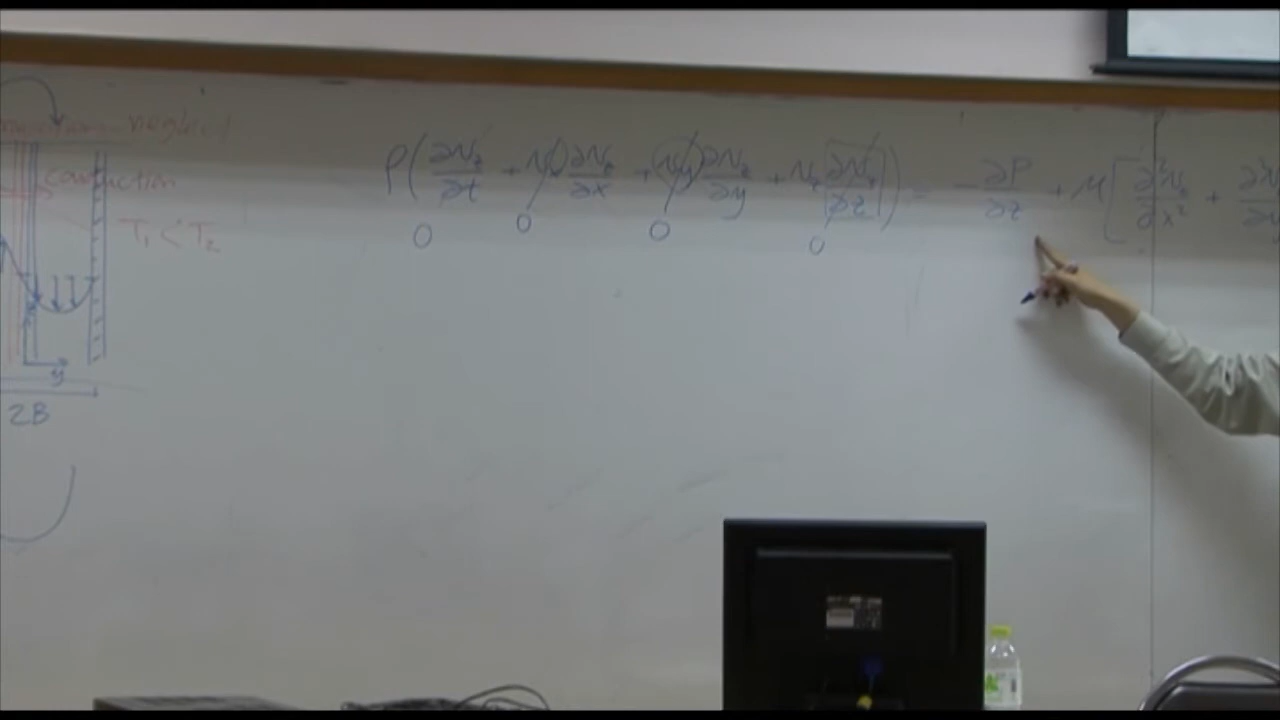 neglect
conduction
T₁ < T₂
y
2B
ρ(∂v_z/∂t + v_x ∂v_z/∂x + v_y ∂v_z/∂y + v_z ∂v_z/∂z) = -∂P/∂z + μ[∂²v_z/∂x² +
0 0 0 0